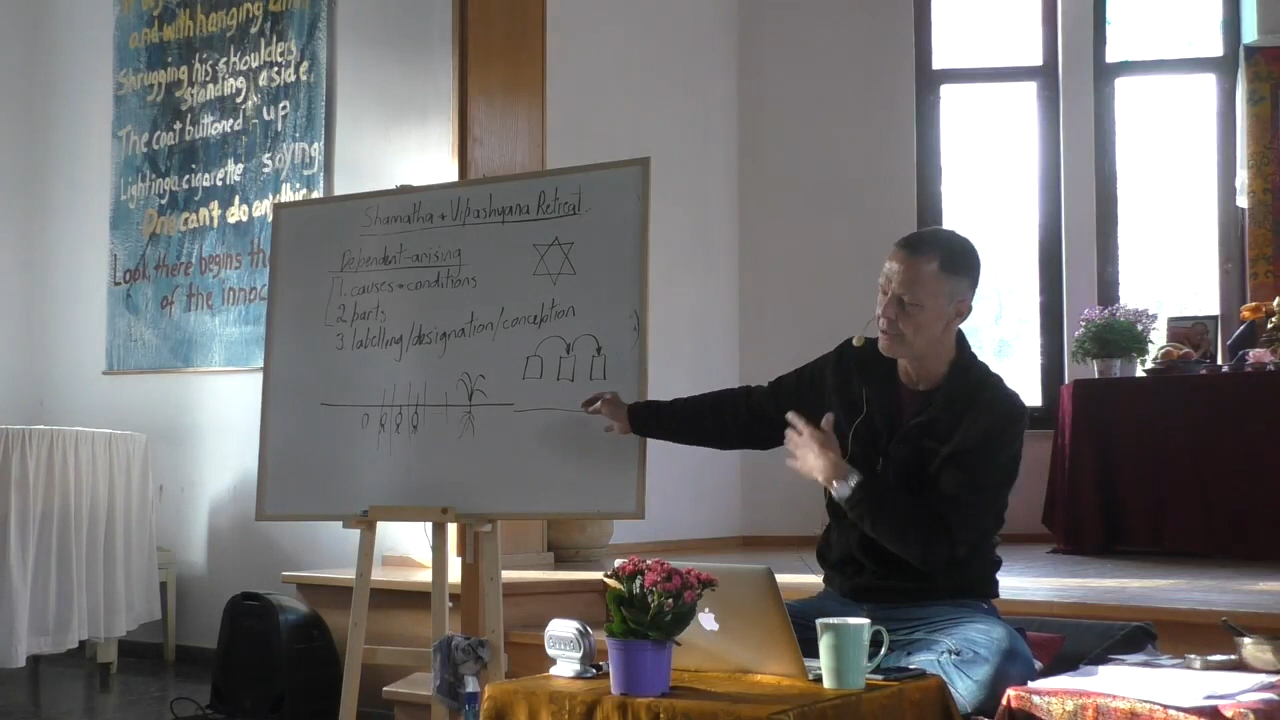 and with hanging
Shrugging his shoulders
standing aside,
The coat buttoned up
Lighting a cigarette saying
One can't do anything
Look, there begins the
of the innoc
Shamatha + Vipashyana Retreat
Dependent-arising
1. causes + conditions
2 parts
3. labelling/designation/conception